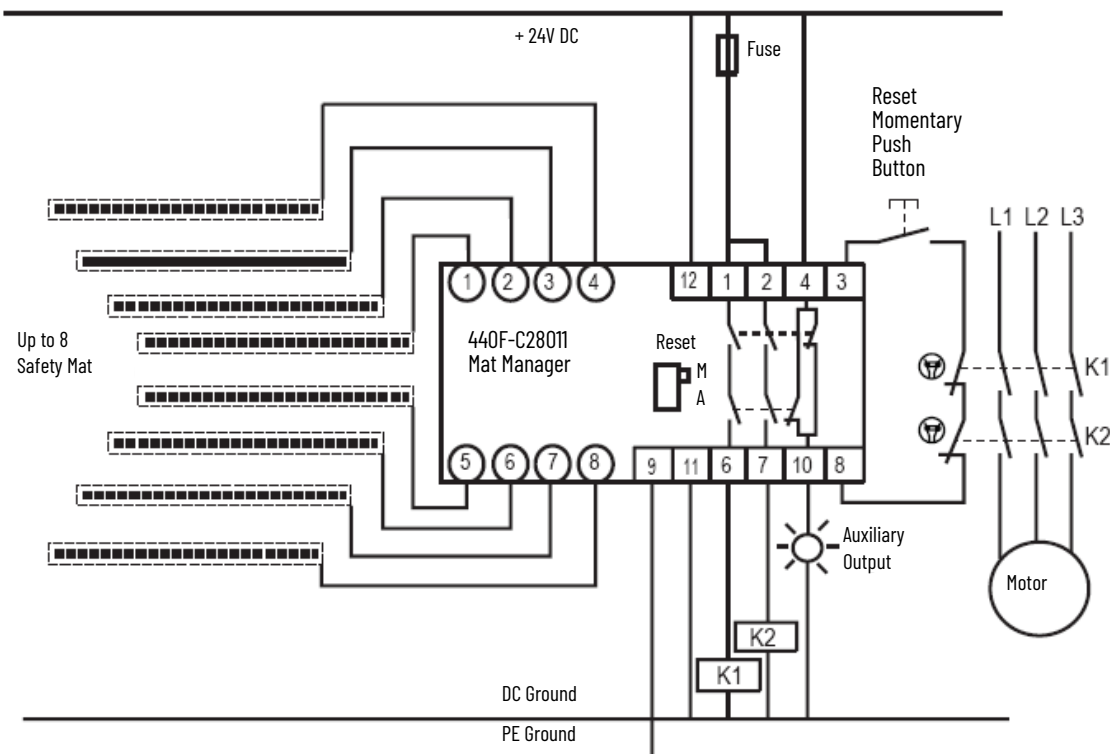 + 24V DC
Fuse
Reset
Momentary
Push
Button
L1 L2 L3
1 2 3 4
12 1 2 4 3
Up to 8
Safety Mat
440F-C28011
Mat Manager
Reset
M
A
K1
K2
5 6 7 8
9 11 6 7 10 8
Auxiliary
Output
Motor
K2
K1
DC Ground
PE Ground